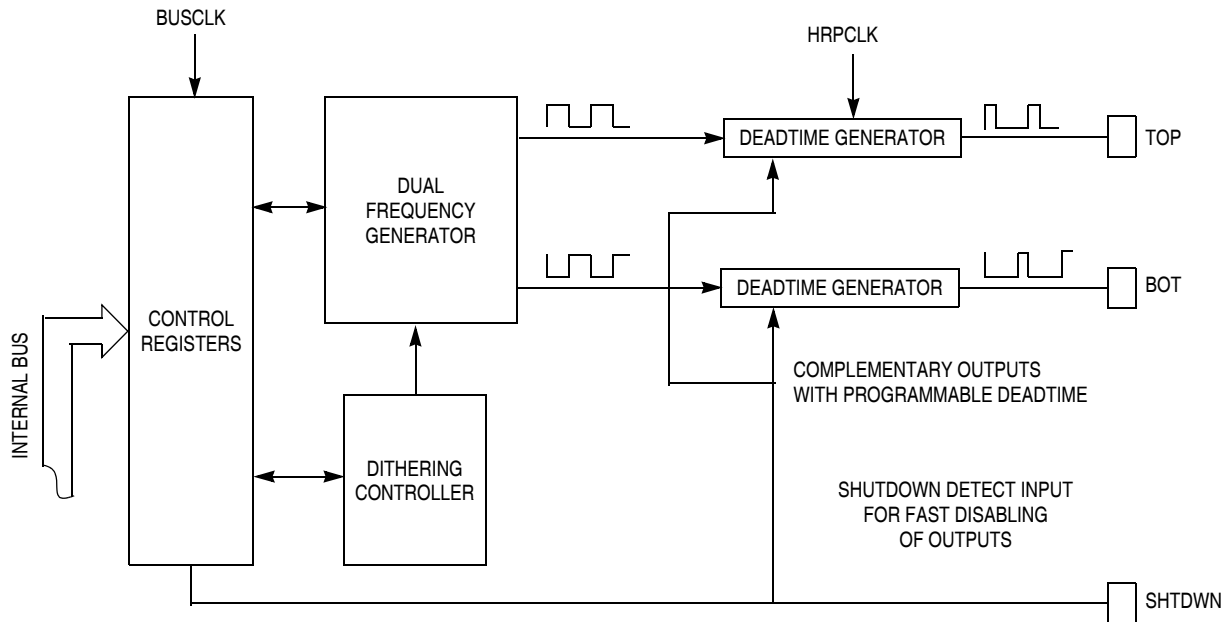 BUSCLK
HRPCLK
DEADTIME GENERATOR
TOP
DUAL
FREQUENCY
GENERATOR
DEADTIME GENERATOR
BOT
CONTROL
REGISTERS
INTERNAL BUS
COMPLEMENTARY OUTPUTS
WITH PROGRAMMABLE DEADTIME
DITHERING
CONTROLLER
SHUTDOWN DETECT INPUT
FOR FAST DISABLING
OF OUTPUTS
SHTDWN